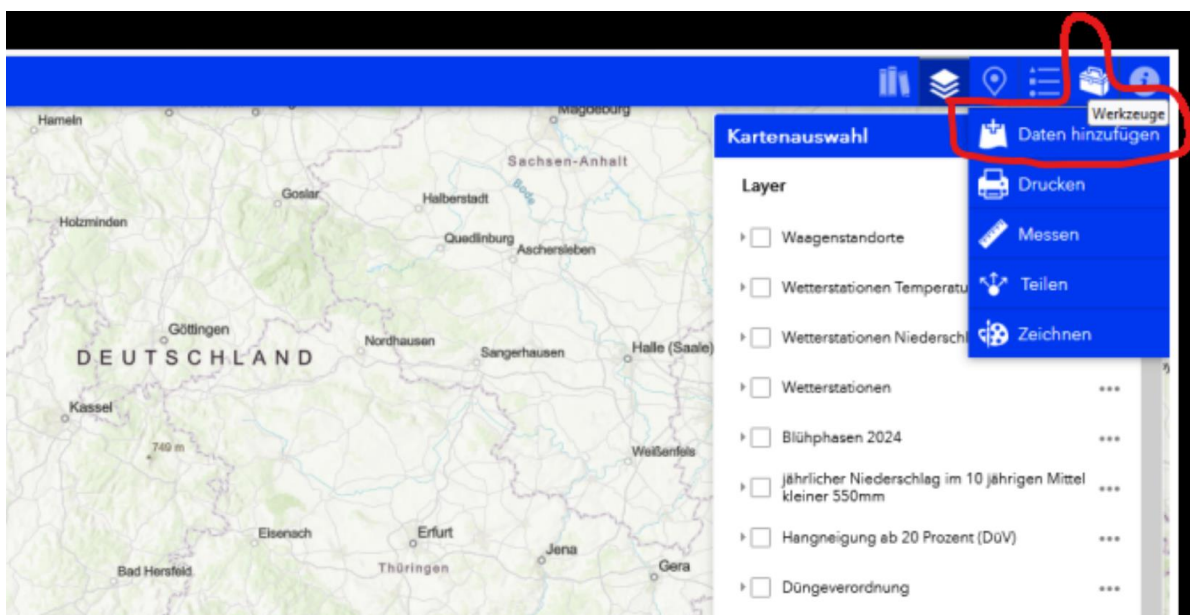 Werkzeuge
Hameln
Magdeburg
Kartenauswahl
Daten hinzufügen
Sachsen-Anhalt
Layer
Drucken
Goslar
Halberstadt
Bode
Holzminden
Quedlinburg
Aschersleben
Waagenstandorte
Messen
Wetterstationen Temperatu
Teilen
Göttingen
Nordhausen
Sangerhausen
Halle (Saale)
Wetterstationen Niederschl
Zeichnen
DEUTSCHLAND
Wetterstationen
Kassel
749 m
Weißenfels
Blühphasen 2024
jährlicher Niederschlag im 10 jährigen Mittel
kleiner 550mm
Eisenach
Erfurt
Jena
Hangneigung ab 20 Prozent (DüV)
Bad Hersfeld
Thüringen
Gera
Düngeverordnung